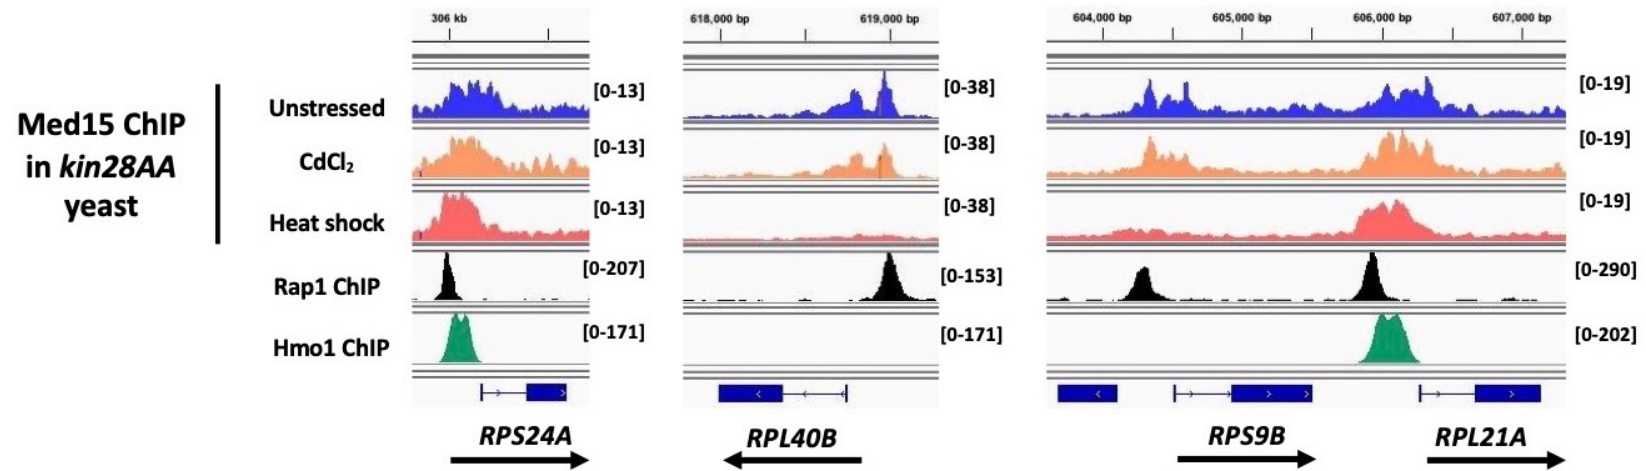 306 kb
618,000 bp 619,000 bp
604,000 bp 605,000 bp 606,000 bp 607,000 bp
Med15 ChIP
in kin28AA
yeast
Unstressed [0-13] [0-38] [0-19]
CdCl₂ [0-13] [0-38] [0-19]
Heat shock [0-13] [0-38] [0-19]
Rap1 ChIP [0-207] [0-153] [0-290]
Hmo1 ChIP [0-171] [0-171] [0-202]
RPS24A RPL40B RPS9B RPL21A